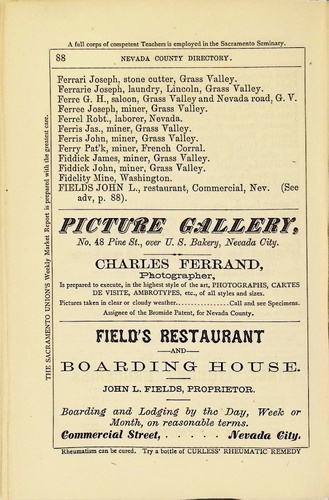 A full corps of competent Teachers is employed in the Sacramento Seminary.
88 NEVADA COUNTY DIRECTORY.
Ferrari Joseph, stone cutter, Grass Valley.
Ferrarie Joseph, laundry, Lincoln, Grass Valley.
Ferre G. H., saloon, Grass Valley and Nevada road, G. V.
Ferree Joseph, miner, Grass Valley.
Ferrel Robt., laborer, Nevada.
Ferris Jas., miner, Grass Valley.
Ferris John, miner, Grass Valley.
Ferry Pat'k, miner, French Corral.
Fiddick James, miner, Grass Valley.
Fiddick John, miner, Grass Valley.
Fidelity Mine, Washington.
FIELDS JOHN L., restaurant, Commercial, Nev. (See
adv, p. 88).
PICTURE GALLERY,
No. 48 Pine St., over U. S. Bakery, Nevada City.
CHARLES FERRAND,
Photographer,
Is prepared to execute, in the highest style of the art, PHOTOGRAPHS, CARTES
DE VISITE, AMBROTYPES, etc., of all styles and sizes.
Pictures taken in clear or cloudy weather..................Call and see Specimens.
Assignee of the Bromide Patent, for Nevada County.
FIELD'S RESTAURANT
—AND—
BOARDING HOUSE.
JOHN L. FIELDS, PROPRIETOR.
Boarding and Lodging by the Day, Week or
Month, on reasonable terms.
Commercial Street, . . . . . Nevada City.
Rheumatism can be cured. Try a bottle of CURLESS' RHEUMATIC REMEDY
THE SACRAMENTO UNION'S Weekly Market Report is prepared with the greatest care.